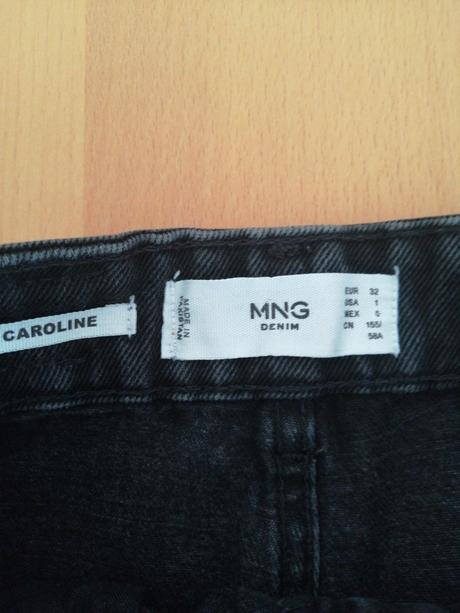 CAROLINE
MADE IN
PAKISTAN
MNG
DENIM
EUR 32
USA 1
MEX 0
CN 155/
58A